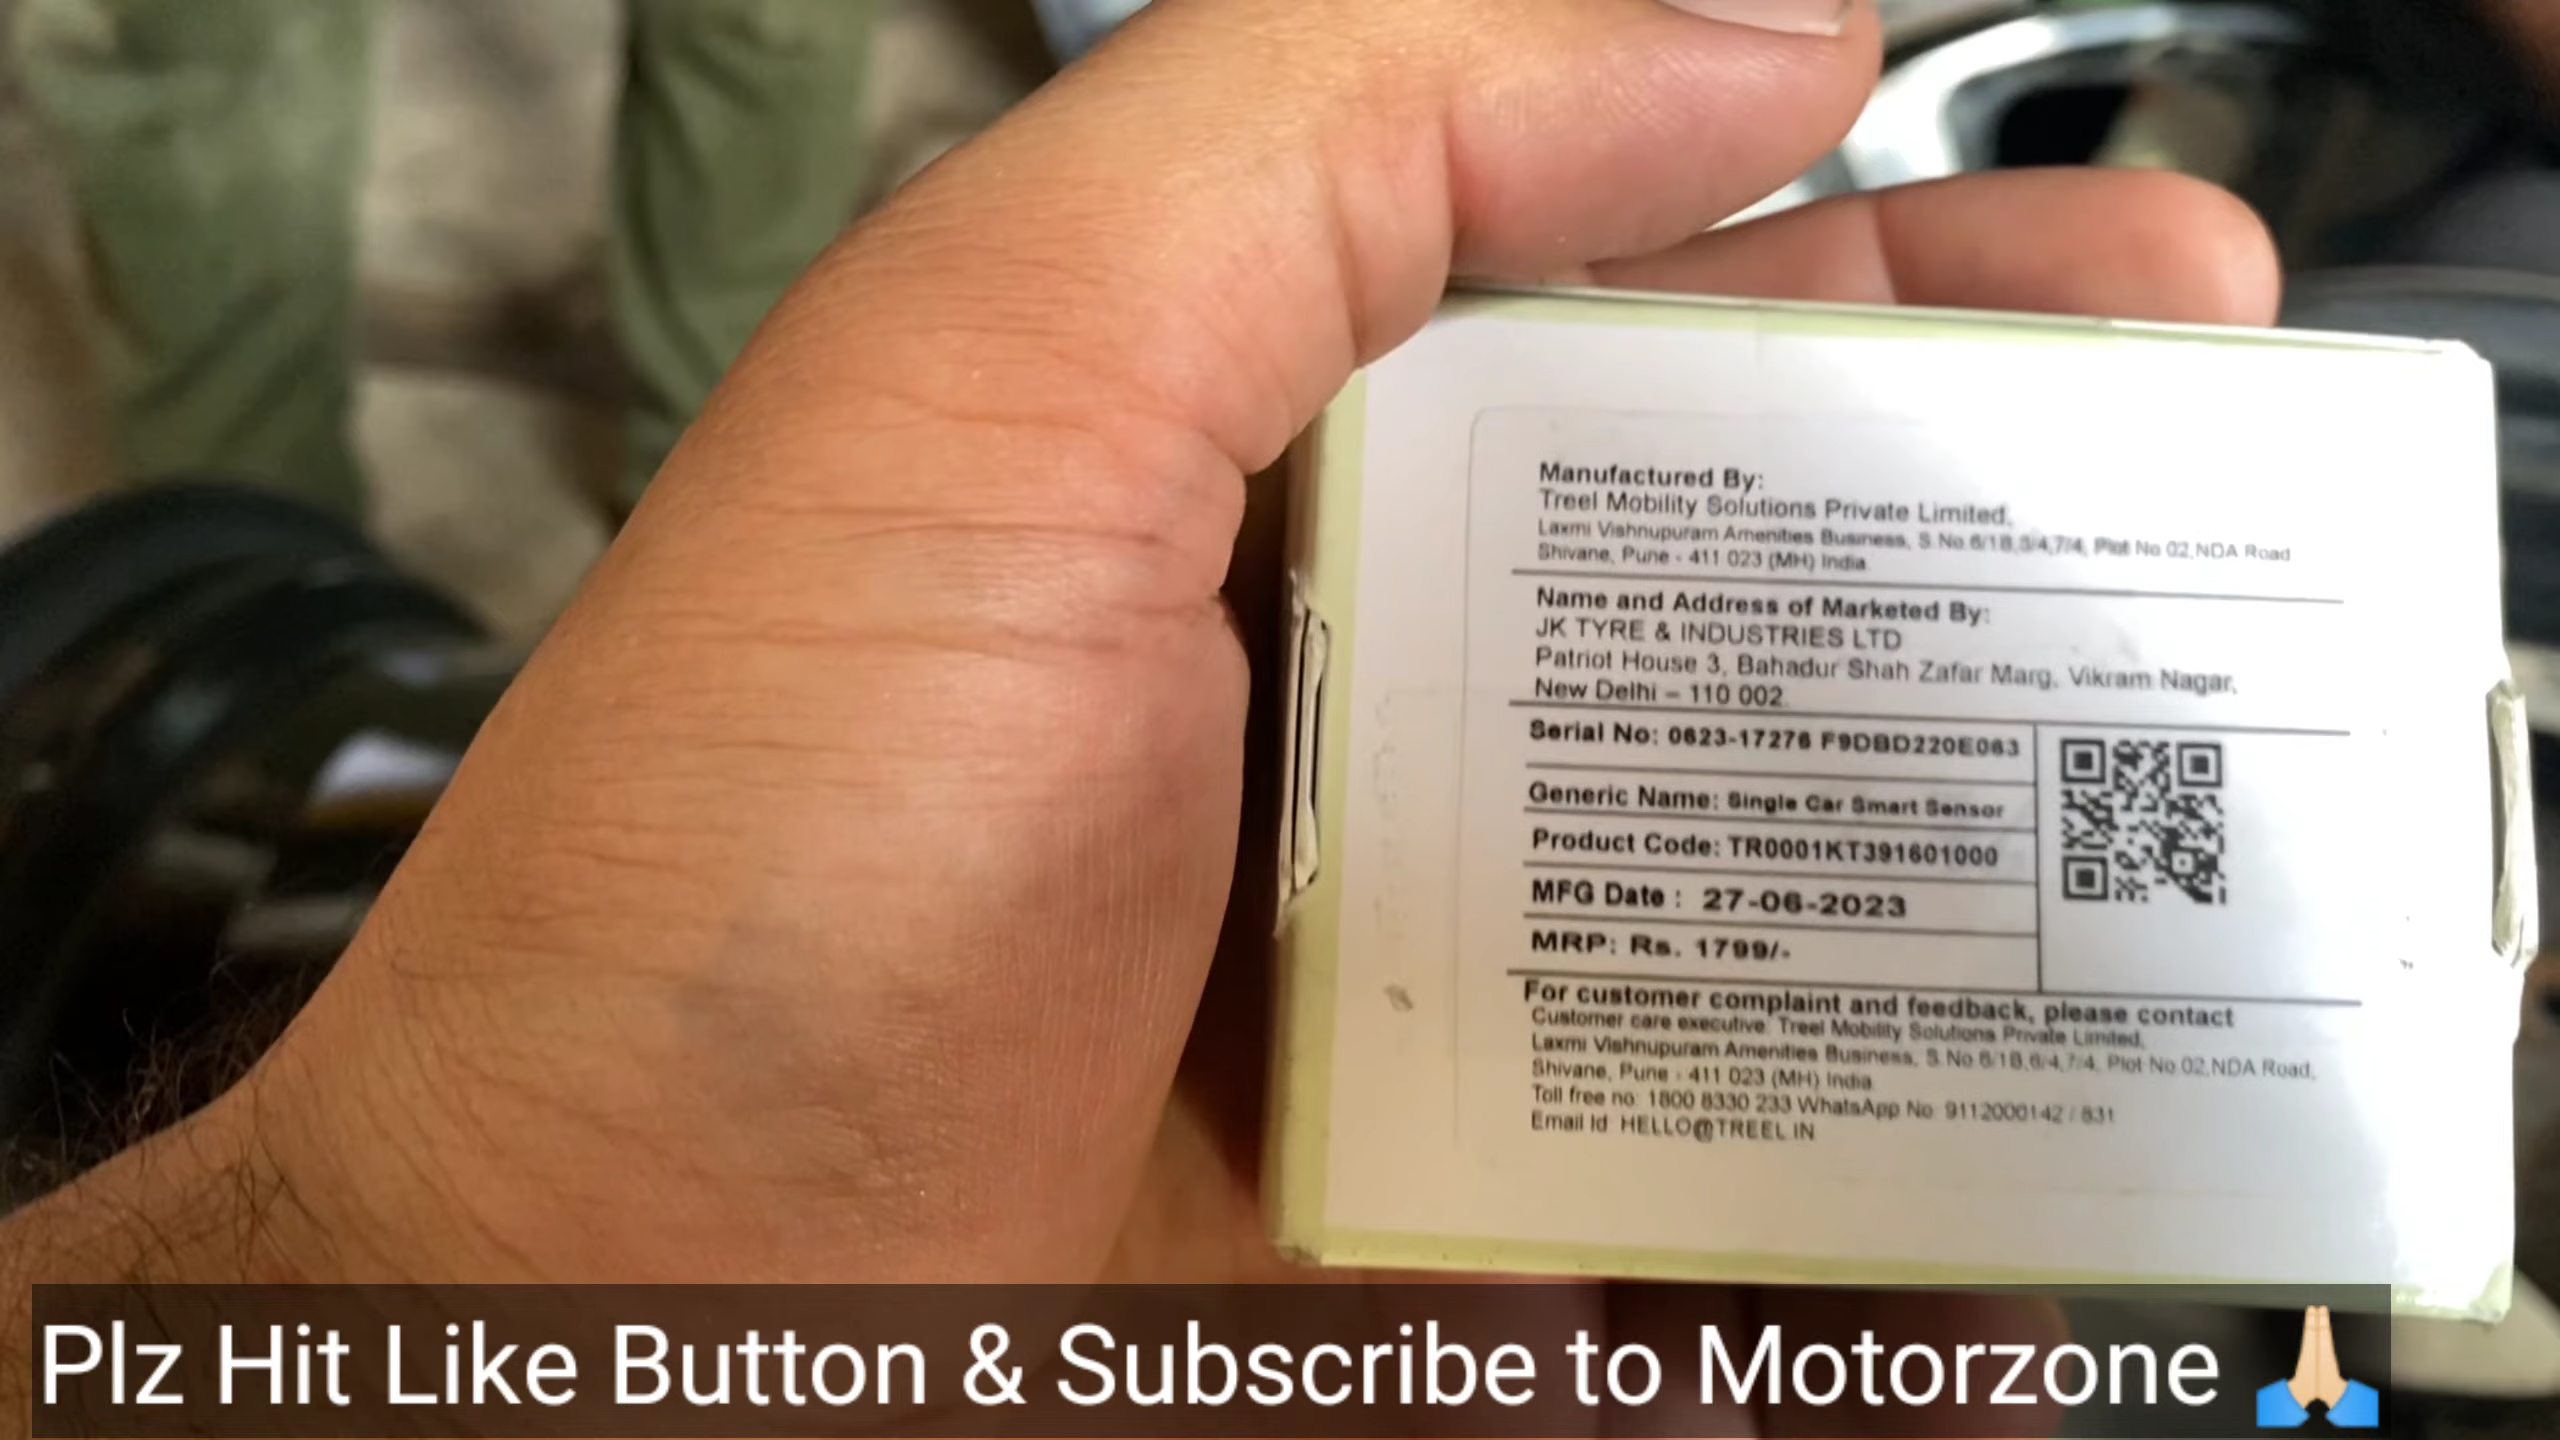 Manufactured By:
Treel Mobility Solutions Private Limited,
Laxmi Vishnupuram Amenities Business, S.No.6/1B,6/4,7/4, Plot No.02,NDA Road
Shivane, Pune - 411 023 (MH) India
Name and Address of Marketed By:
JK TYRE & INDUSTRIES LTD
Patriot House 3, Bahadur Shah Zafar Marg, Vikram Nagar,
New Delhi – 110 002
Serial No: 0623-17276 F9DBD220E063
Generic Name: Single Car Smart Sensor
Product Code: TR0001KT391601000
MFG Date : 27-06-2023
MRP: Rs. 1799/-
For customer complaint and feedback, please contact
Customer care executive. Treel Mobility Solutions Private Limited,
Laxmi Vishnupuram Amenities Business, S.No.6/1B,6/4,7/4, Plot No.02,NDA Road,
Shivane, Pune - 411 023 (MH) India
Toll free no: 1800 8330 233 WhatsApp No. 9112000142 / 831
Email Id: HELLO@TREEL.IN
Plz Hit Like Button & Subscribe to Motorzone 🙏🏼